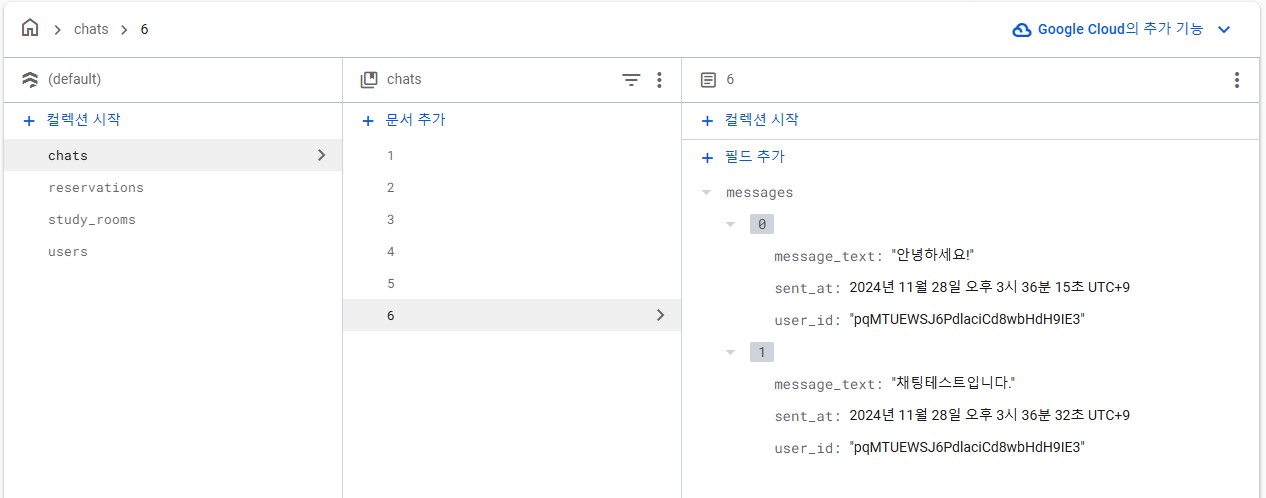 chats
6
Google Cloud의 추가 기능
(default)
chats
6
컬렉션 시작
문서 추가
컬렉션 시작
chats
reservations
study_rooms
users
1
2
3
4
5
6
필드 추가
messages
0
message_text: "안녕하세요!"
sent_at: 2024년 11월 28일 오후 3시 36분 15초 UTC+9
user_id: "pqMTUEWSJ6PdlaciCd8wbHdH9IE3"
1
message_text: "채팅테스트입니다."
sent_at: 2024년 11월 28일 오후 3시 36분 32초 UTC+9
user_id: "pqMTUEWSJ6PdlaciCd8wbHdH9IE3"